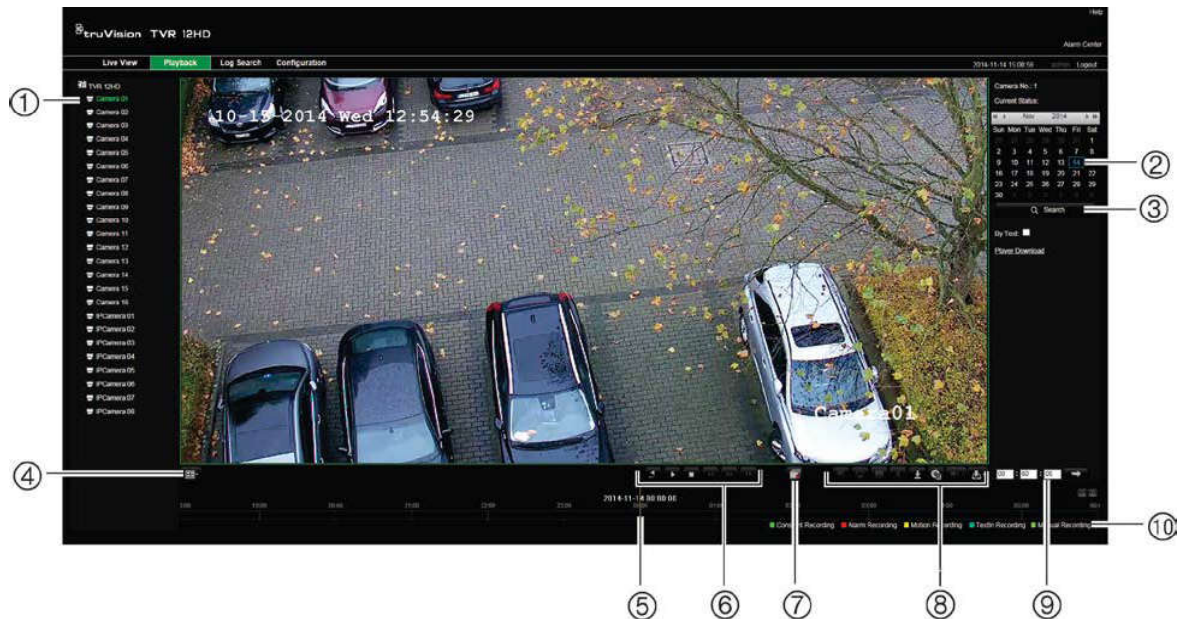 Help
truVision TVR 12HD
Alarm Center
Live View Playback Log Search Configuration
2014-11-14 15:08:56 admin Logout
TVR 12HD
Camera 01
Camera 02
Camera 03
Camera 04
Camera 05
Camera 06
Camera 07
Camera 08
Camera 09
Camera 10
Camera 11
Camera 12
Camera 13
Camera 14
Camera 15
Camera 16
IPCamera 01
IPCamera 02
IPCamera 03
IPCamera 04
IPCamera 05
IPCamera 06
IPCamera 07
IPCamera 08
10-15-2014 Wed 12:54:29
Camera01
Camera No.: 1
Current Status:
Nov 2014
Sun Mon Tue Wed Thu Fri Sat
1
2 3 4 5 6 7 8
9 10 11 12 13 14 15
16 17 18 19 20 21 22
23 24 25 26 27 28 29
30
Search
By Text:
Player Download
2014-11-14 00:00:00
Constant Recording Alarm Recording Motion Recording TextIn Recording Manual Recording
1
2
3
4
5
6
7
8
9
10